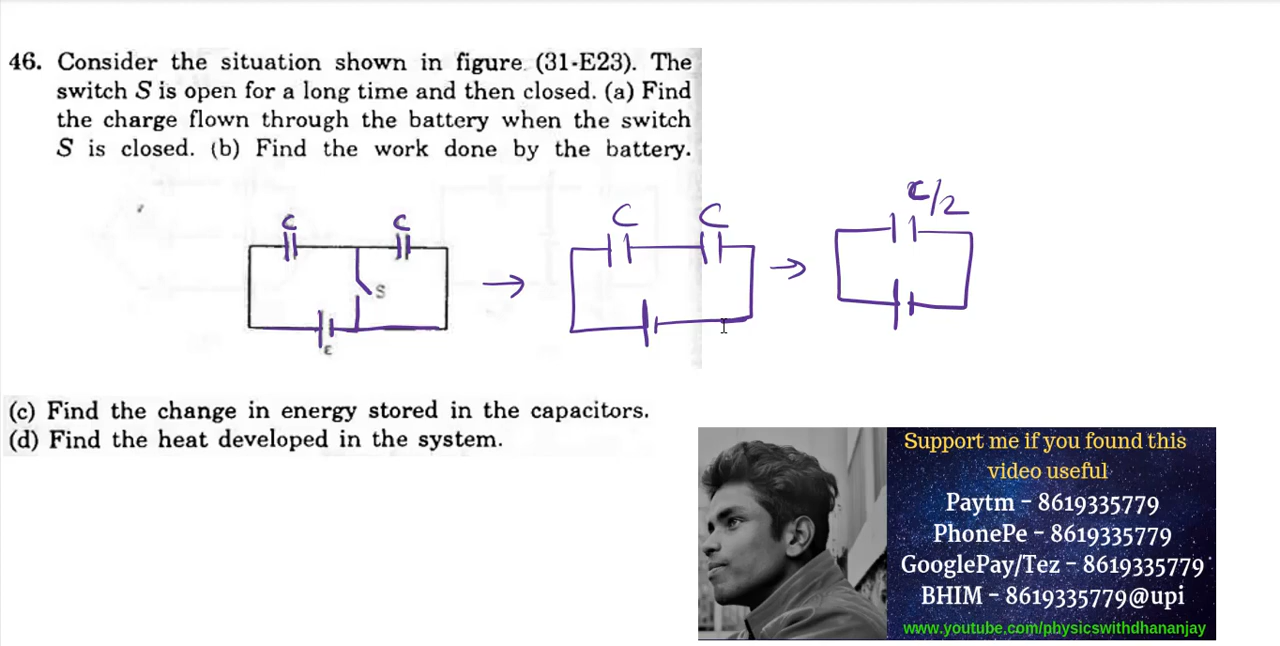 46. Consider the situation shown in figure (31-E23). The
switch S is open for a long time and then closed. (a) Find
the charge flown through the battery when the switch
S is closed. (b) Find the work done by the battery.
C C
S
ε
C C
C/2
(c) Find the change in energy stored in the capacitors.
(d) Find the heat developed in the system.
Support me if you found this
video useful
Paytm - 8619335779
PhonePe - 8619335779
GooglePay/Tez - 8619335779
BHIM - 8619335779@upi
www.youtube.com/physicswithdhananjay